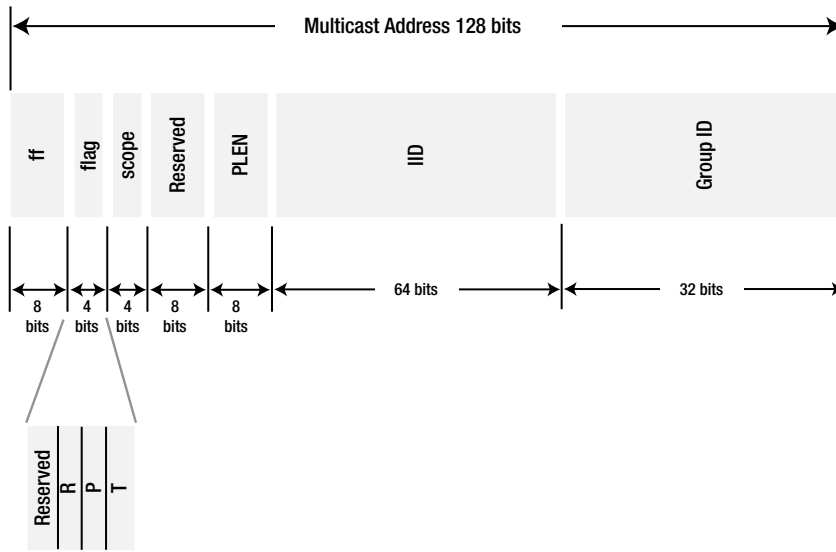 Multicast Address 128 bits
ff
flag
scope
Reserved
PLEN
IID
Group ID
8
bits
4
bits
4
bits
8
bits
8
bits
64 bits
32 bits
Reserved
R
P
T